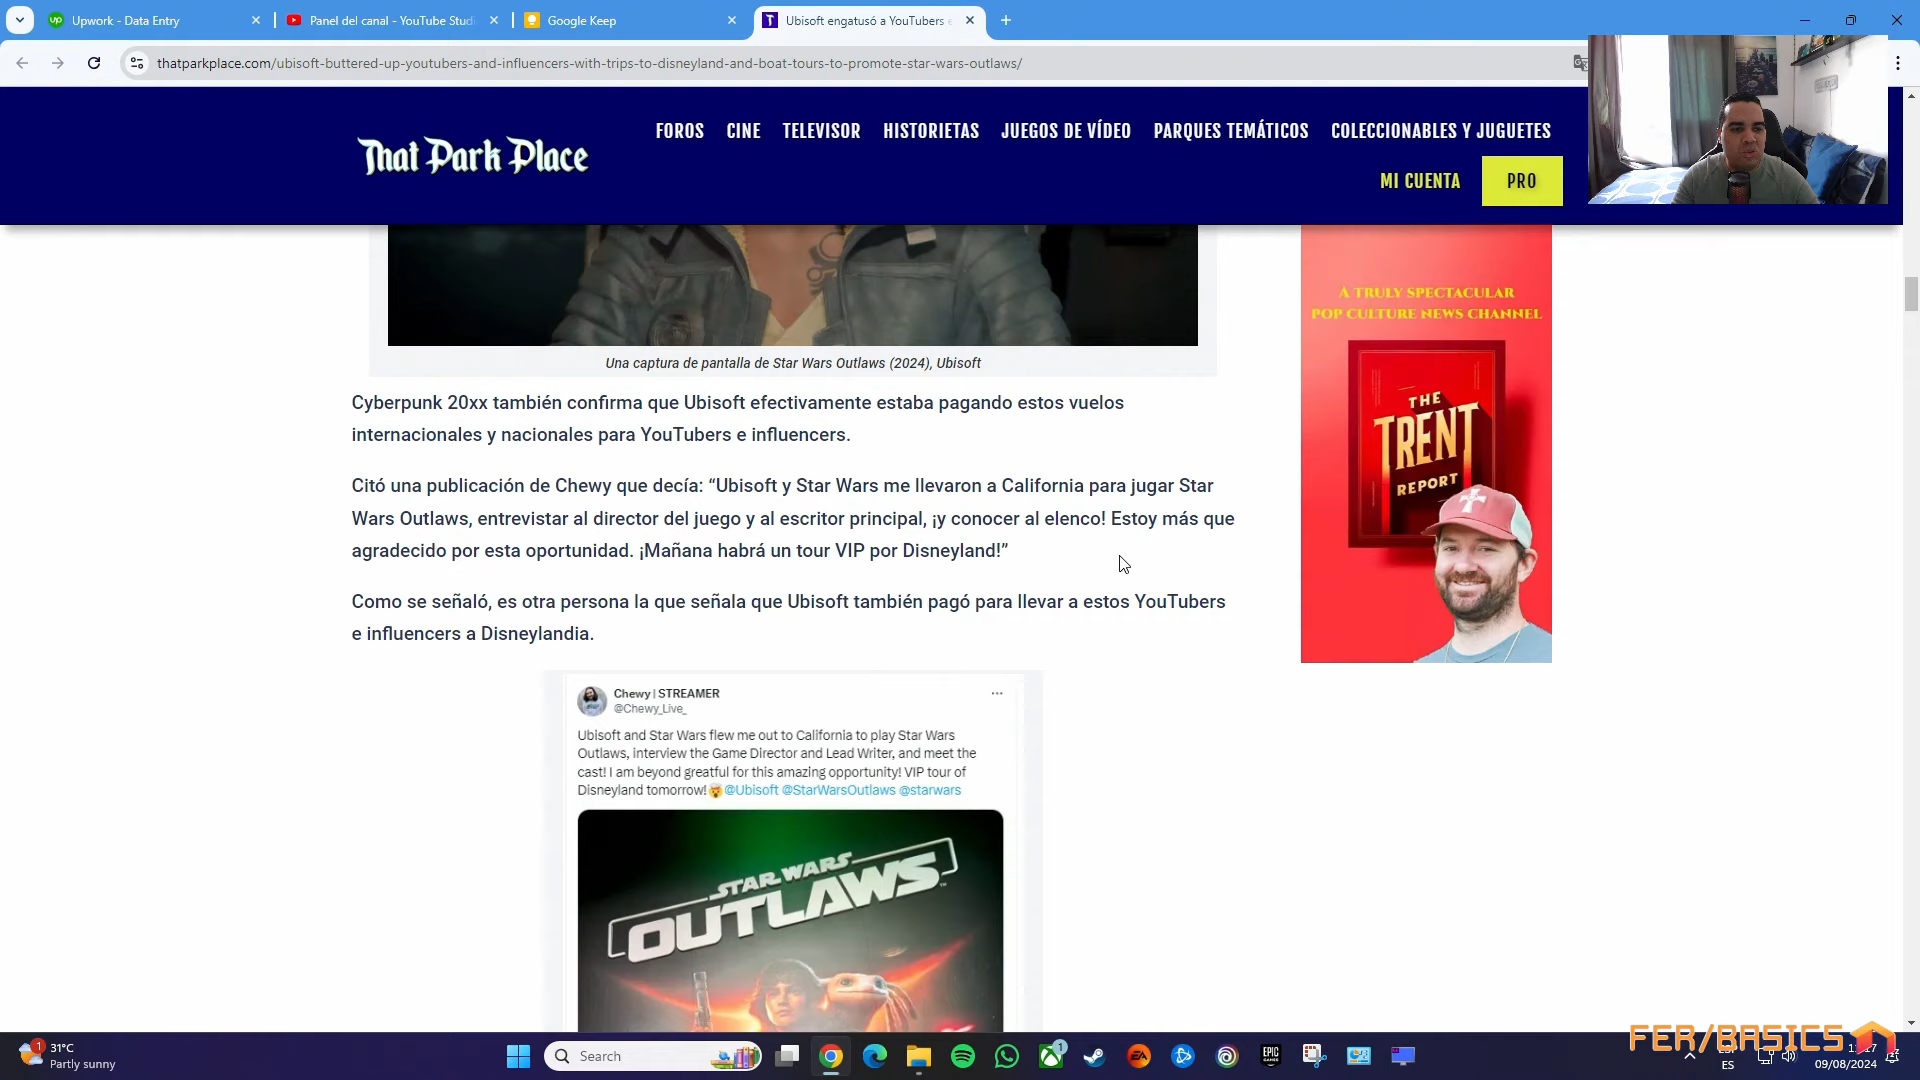 Upwork - Data Entry
Panel del canal - YouTube Studi
Google Keep
Ubisoft engatusó a YouTubers e
thatparkplace.com/ubisoft-buttered-up-youtubers-and-influencers-with-trips-to-disneyland-and-boat-tours-to-promote-star-wars-outlaws/
That Park Place
FOROS CINE TELEVISOR HISTORIETAS JUEGOS DE VÍDEO PARQUES TEMÁTICOS COLECCIONABLES Y JUGUETES
MI CUENTA PRO
Una captura de pantalla de Star Wars Outlaws (2024), Ubisoft
Cyberpunk 20xx también confirma que Ubisoft efectivamente estaba pagando estos vuelos
internacionales y nacionales para YouTubers e influencers.
Citó una publicación de Chewy que decía: “Ubisoft y Star Wars me llevaron a California para jugar Star
Wars Outlaws, entrevistar al director del juego y al escritor principal, ¡y conocer al elenco! Estoy más que
agradecido por esta oportunidad. ¡Mañana habrá un tour VIP por Disneyland!”
Como se señaló, es otra persona la que señala que Ubisoft también pagó para llevar a estos YouTubers
e influencers a Disneylandia.
A TRULY SPECTACULAR
POP CULTURE NEWS CHANNEL
THE
TRENT
REPORT
Chewy | STREAMER
@Chewy_Live_
Ubisoft and Star Wars flew me out to California to play Star Wars
Outlaws, interview the Game Director and Lead Writer, and meet the
cast! I am beyond greatful for this amazing opportunity! VIP tour of
Disneyland tomorrow! @Ubisoft @StarWarsOutlaws @starwars
STAR WARS
OUTLAWS
FER/BASICS
1
31°C
Partly sunny
Search
1
EA
EPIC
GAMES
ES
09/08/2024